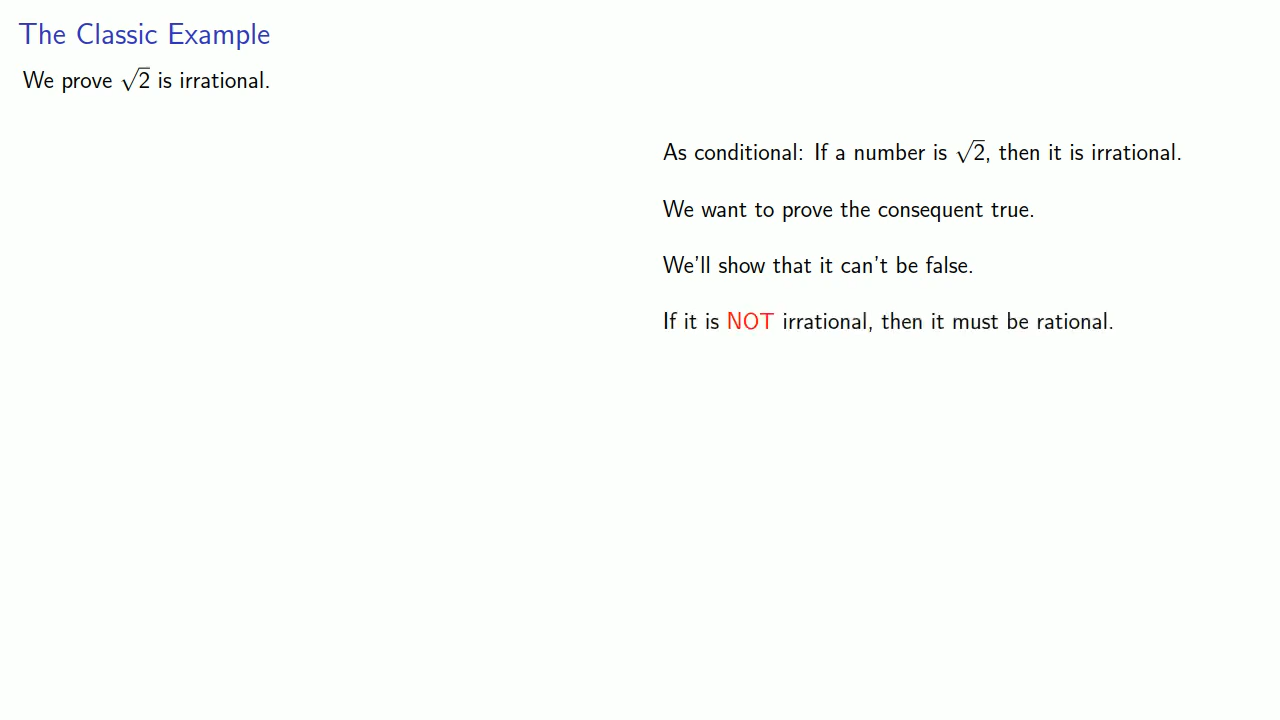 The Classic Example
We prove √2 is irrational.
As conditional: If a number is √2, then it is irrational.
We want to prove the consequent true.
We'll show that it can't be false.
If it is NOT irrational, then it must be rational.